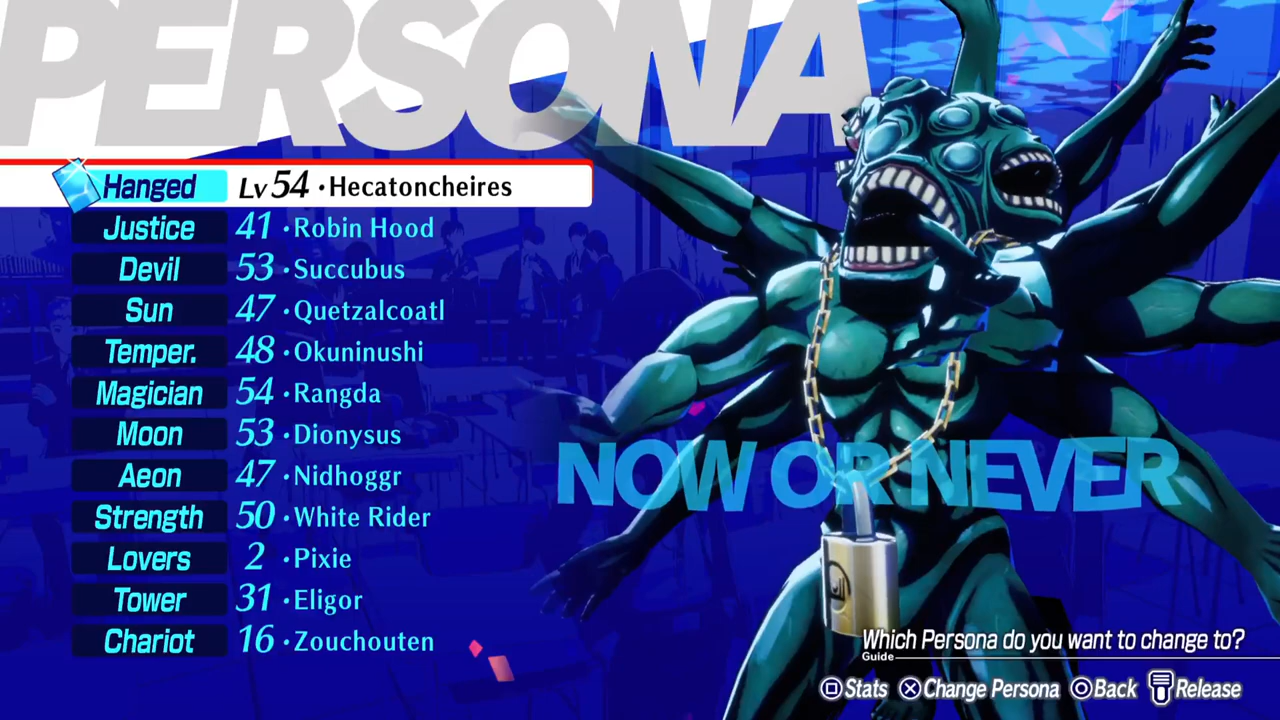 PERSONA
Hanged Lv 54 · Hecatoncheires
Justice 41 · Robin Hood
Devil 53 · Succubus
Sun 47 · Quetzalcoatl
Temper. 48 · Okuninushi
Magician 54 · Rangda
Moon 53 · Dionysus
Aeon 47 · Nidhoggr
Strength 50 · White Rider
Lovers 2 · Pixie
Tower 31 · Eligor
Chariot 16 · Zouchouten
NOW OR NEVER
Which Persona do you want to change to?
Guide
Stats Change Persona Back Release